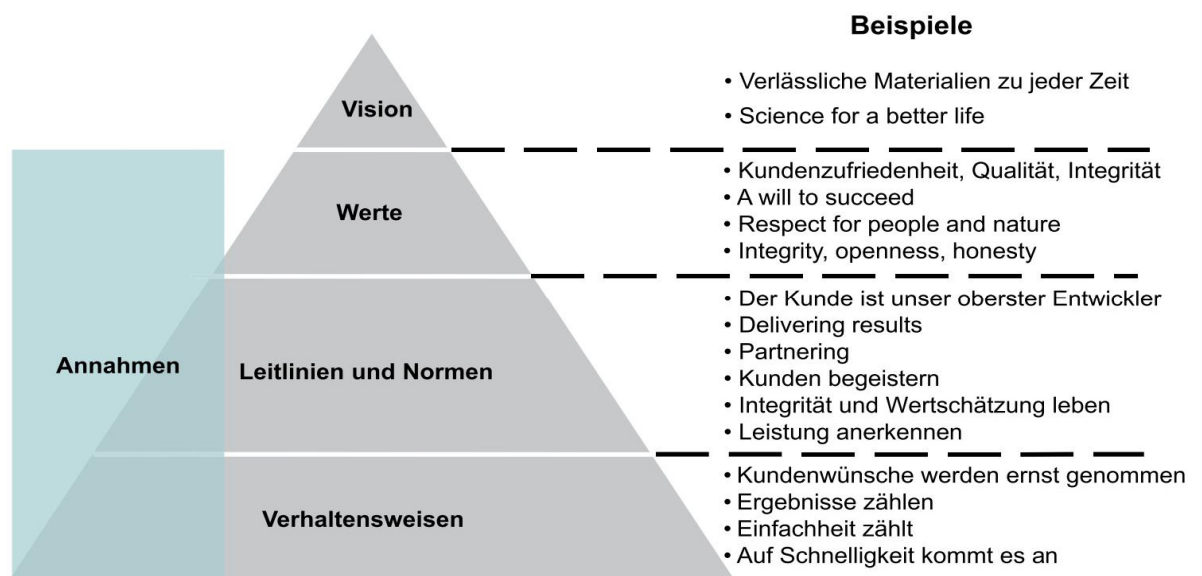 Beispiele
Vision
• Verlässliche Materialien zu jeder Zeit
• Science for a better life
Werte
• Kundenzufriedenheit, Qualität, Integrität
• A will to succeed
• Respect for people and nature
• Integrity, openness, honesty
Annahmen
Leitlinien und Normen
• Der Kunde ist unser oberster Entwickler
• Delivering results
• Partnering
• Kunden begeistern
• Integrität und Wertschätzung leben
• Leistung anerkennen
Verhaltensweisen
• Kundenwünsche werden ernst genommen
• Ergebnisse zählen
• Einfachheit zählt
• Auf Schnelligkeit kommt es an